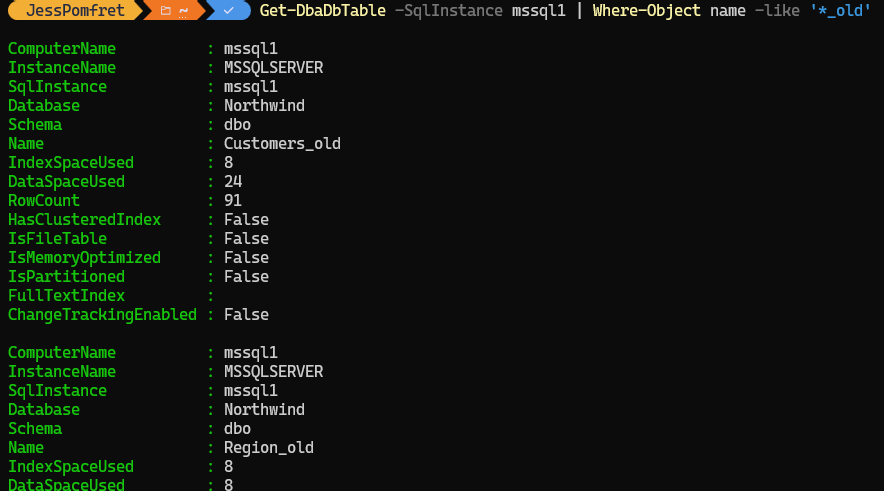 JessPomfret ~ ✓ Get-DbaDbTable -SqlInstance mssql1 | Where-Object name -like '*_old'
ComputerName : mssql1
InstanceName : MSSQLSERVER
SqlInstance : mssql1
Database : Northwind
Schema : dbo
Name : Customers_old
IndexSpaceUsed : 8
DataSpaceUsed : 24
RowCount : 91
HasClusteredIndex : False
IsFileTable : False
IsMemoryOptimized : False
IsPartitioned : False
FullTextIndex :
ChangeTrackingEnabled : False
ComputerName : mssql1
InstanceName : MSSQLSERVER
SqlInstance : mssql1
Database : Northwind
Schema : dbo
Name : Region_old
IndexSpaceUsed : 8
DataSpaceUsed : 8